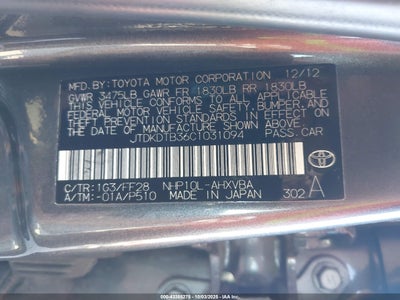 MFD. BY: TOYOTA MOTOR CORPORATION 12/12
GVWR 3475LB GAWR FR 1830LB RR 1830LB
THIS VEHICLE CONFORMS TO ALL APPLICABLE
FEDERAL MOTOR VEHICLE SAFETY, BUMPER, AND
THEFT PREVENTION STANDARDS IN EFFECT ON
THE DATE OF MANUFACTURE SHOWN ABOVE.
JTDKDTB36C1031094 PASS.CAR
TOYOTA
C/TR: 1G3/FF28 NHP10L-AHXVBA
A/TM: -01A/P510 MADE IN JAPAN 302 A